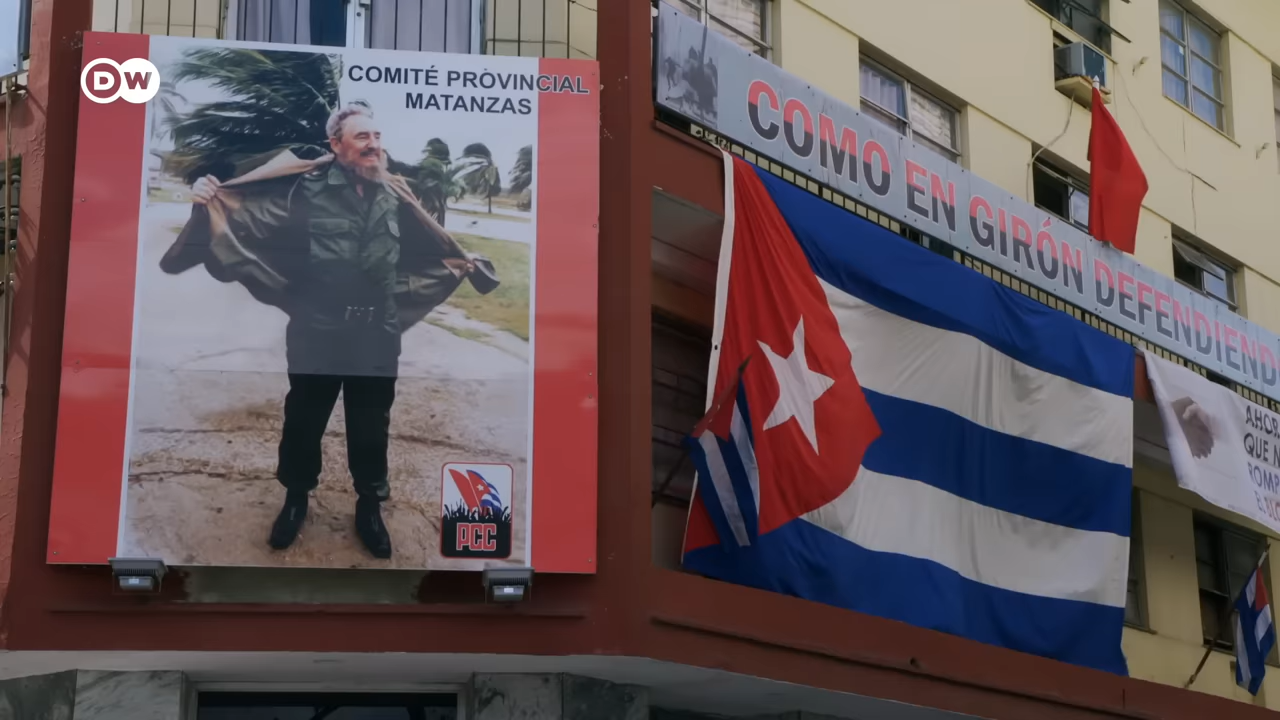 DW
COMITÉ PROVINCIAL
MATANZAS
PCC
COMO EN GIRÓN DEFENDIEND
AHOR
QUE N
ROMP